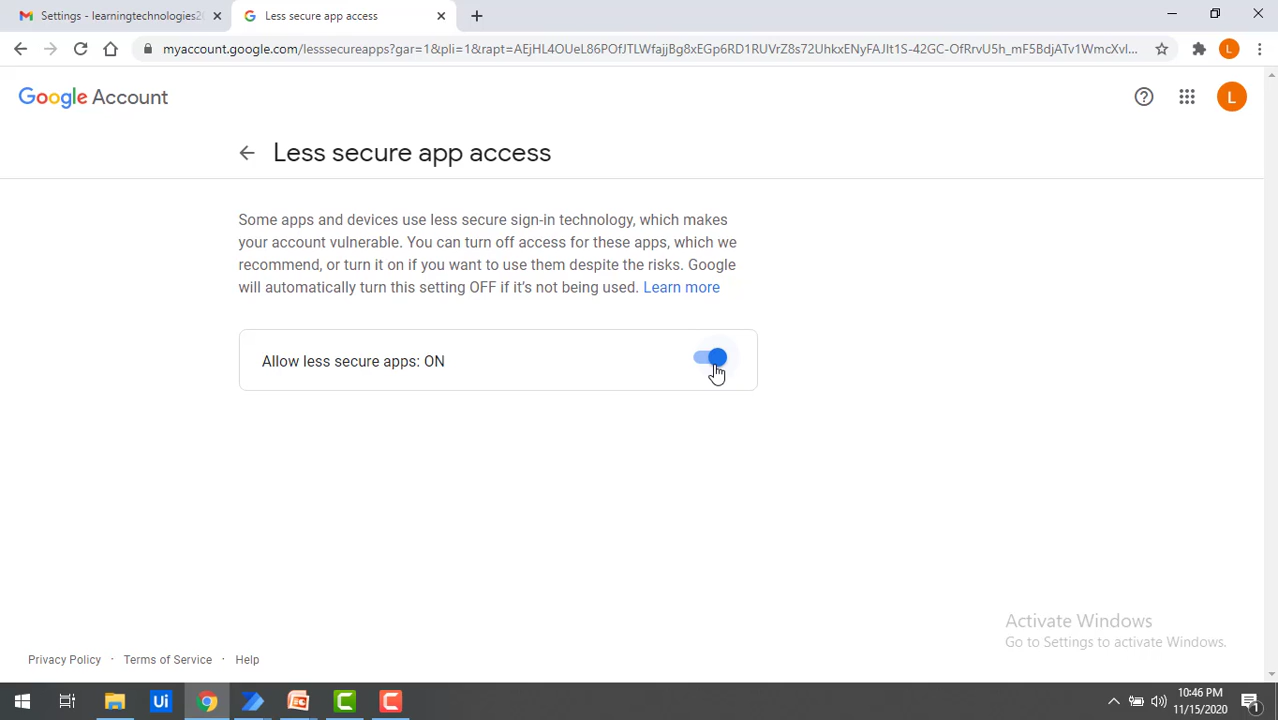 Settings - learningtechnologies2
Less secure app access
myaccount.google.com/lesssecureapps?gar=1&pli=1&rapt=AEjHL4OUeL86POfJTLWfajjBg8xEGp6RD1RUVrZ8s72UhkxENyFAJIt1S-42GC-OfRrvU5h_mF5BdjATv1WmcXvl...
L
Google Account
L
Less secure app access
Some apps and devices use less secure sign-in technology, which makes
your account vulnerable. You can turn off access for these apps, which we
recommend, or turn it on if you want to use them despite the risks. Google
will automatically turn this setting OFF if it's not being used. Learn more
Allow less secure apps: ON
Activate Windows
Go to Settings to activate Windows.
Privacy Policy · Terms of Service · Help
Ui
10:46 PM
11/15/2020
1